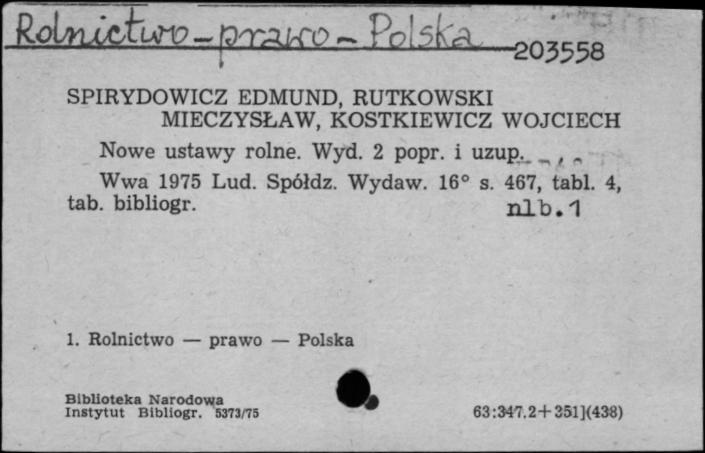 Rolnictwo – prawo – Polska
203558
SPIRYDOWICZ EDMUND, RUTKOWSKI
MIECZYSŁAW, KOSTKIEWICZ WOJCIECH
Nowe ustawy rolne. Wyd. 2 popr. i uzup.
Wwa 1975 Lud. Spółdz. Wydaw. 16° s. 467, tabl. 4,
tab. bibliogr.
nlb.1
1. Rolnictwo — prawo — Polska
Biblioteka Narodowa
Instytut Bibliogr. 5373/75
63:347.2+351](438)